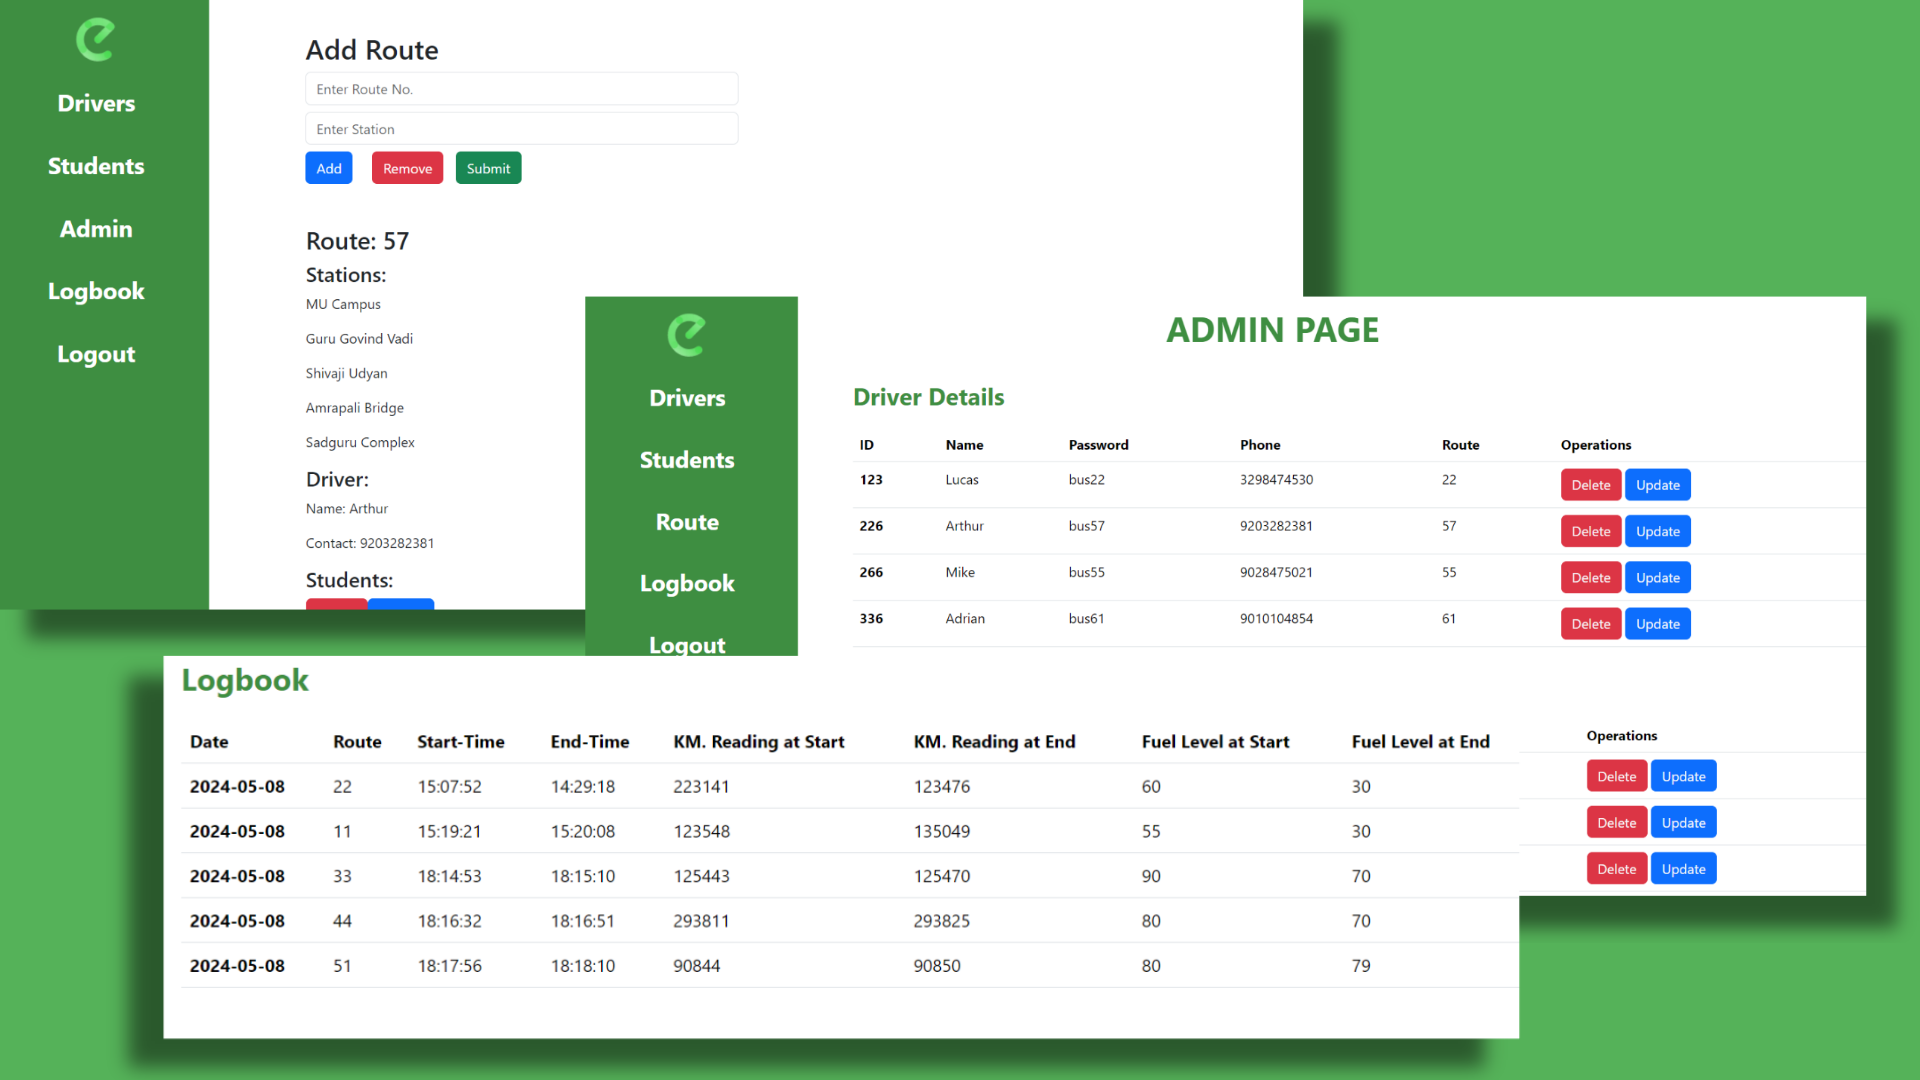 Drivers
Students
Admin
Logbook
Logout
Add Route
Enter Route No.
Enter Station
Add Remove Submit
Route: 57
Stations:
MU Campus
Guru Govind Vadi
Shivaji Udyan
Amrapali Bridge
Sadguru Complex
Driver:
Name: Arthur
Contact: 9203282381
Students:
Drivers
Students
Route
Logbook
Logout
ADMIN PAGE
Driver Details
ID Name Password Phone Route Operations
123 Lucas bus22 3298474530 22 Delete Update
226 Arthur bus57 9203282381 57 Delete Update
266 Mike bus55 9028475021 55 Delete Update
336 Adrian bus61 9010104854 61 Delete Update
Operations
Delete Update
Delete Update
Delete Update
Logbook
Date Route Start-Time End-Time KM. Reading at Start KM. Reading at End Fuel Level at Start Fuel Level at End
2024-05-08 22 15:07:52 14:29:18 223141 123476 60 30
2024-05-08 11 15:19:21 15:20:08 123548 135049 55 30
2024-05-08 33 18:14:53 18:15:10 125443 125470 90 70
2024-05-08 44 18:16:32 18:16:51 293811 293825 80 70
2024-05-08 51 18:17:56 18:18:10 90844 90850 80 79